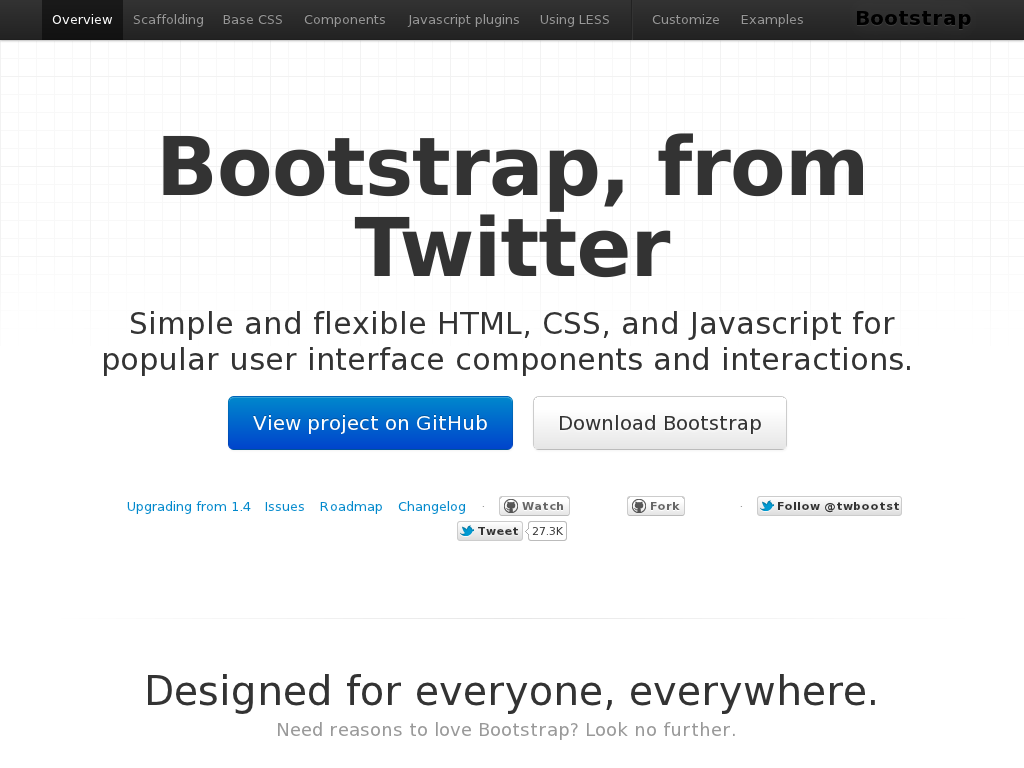 Overview Scaffolding Base CSS Components Javascript plugins Using LESS Customize Examples Bootstrap
Bootstrap, from
Twitter
Simple and flexible HTML, CSS, and Javascript for
popular user interface components and interactions.
View project on GitHub Download Bootstrap
Upgrading from 1.4 Issues Roadmap Changelog · Watch Fork · Follow @twboost
Tweet 27.3K
Designed for everyone, everywhere.
Need reasons to love Bootstrap? Look no further.